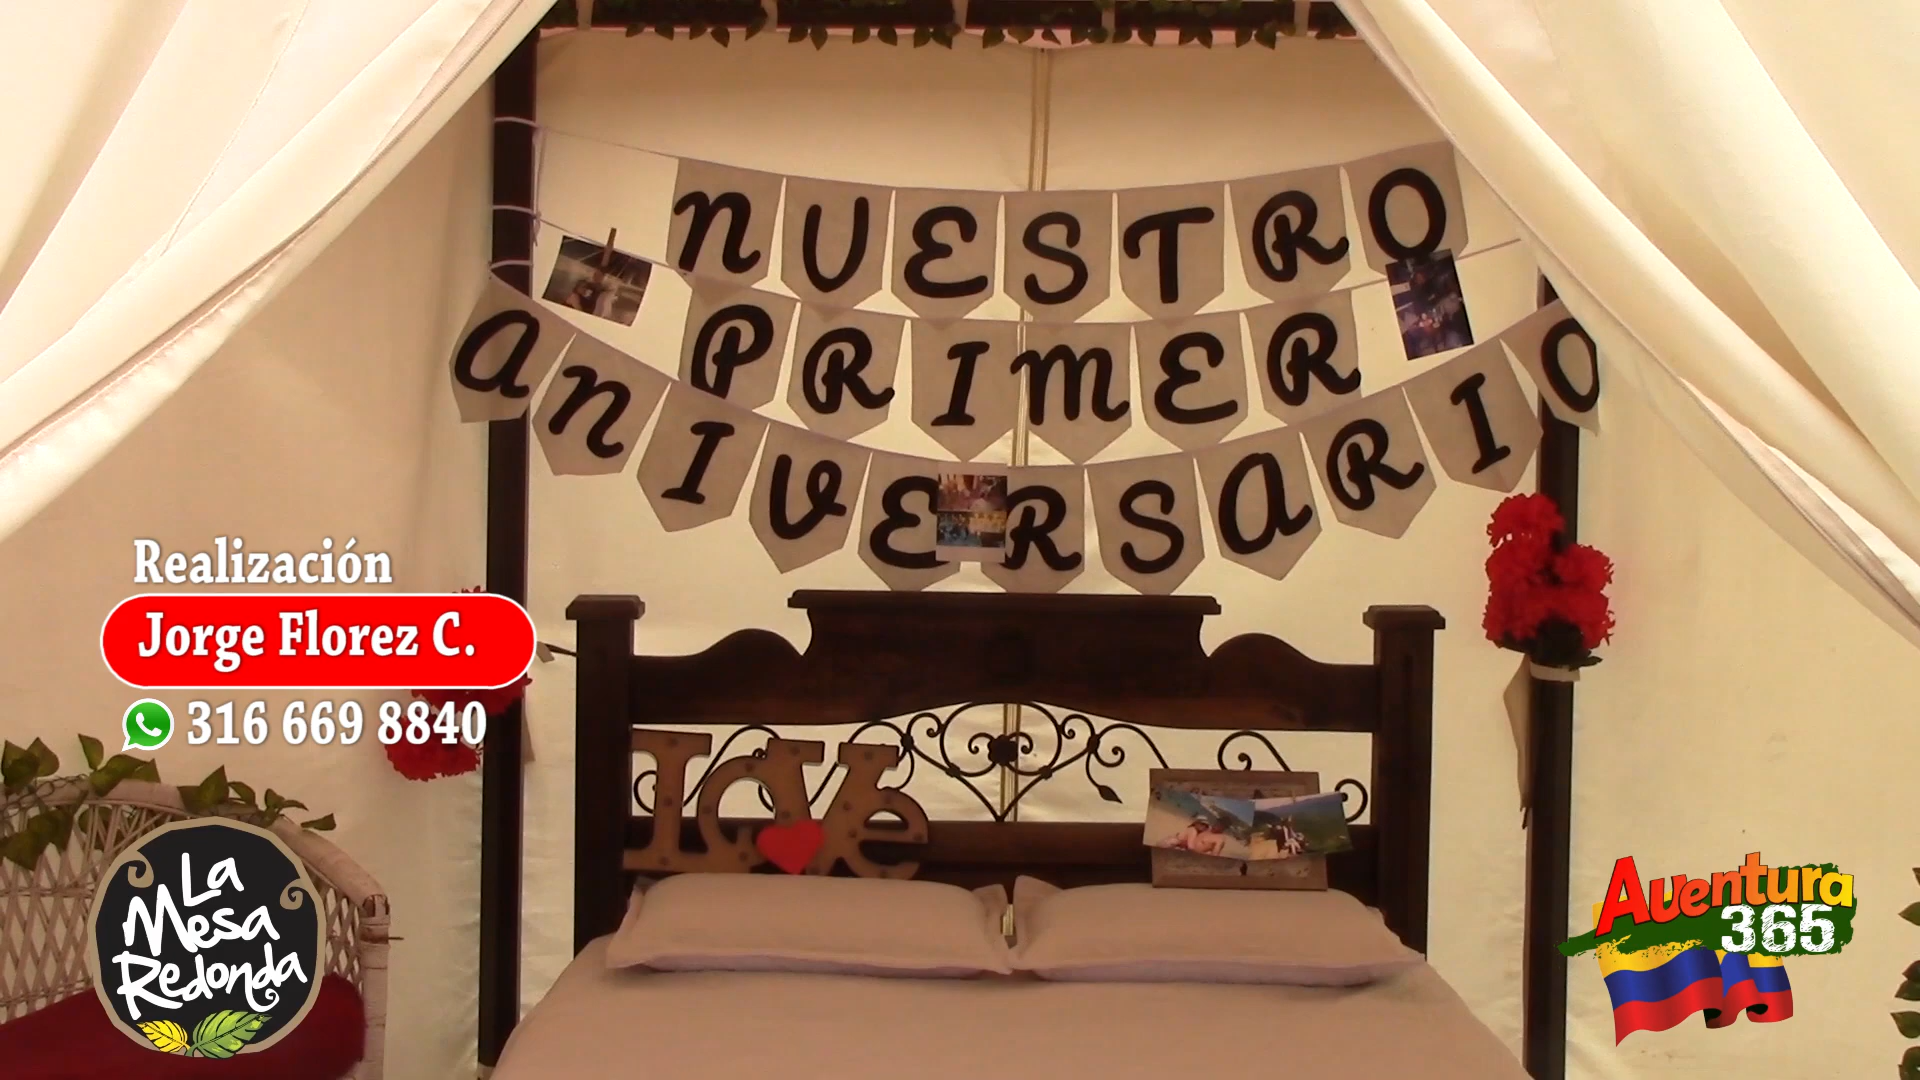 NUESTRO
PRIMER
ANIVERSARIO
Realización
Jorge Florez C.
316 669 8840
Love
La
Mesa
Redonda
Aventura
365